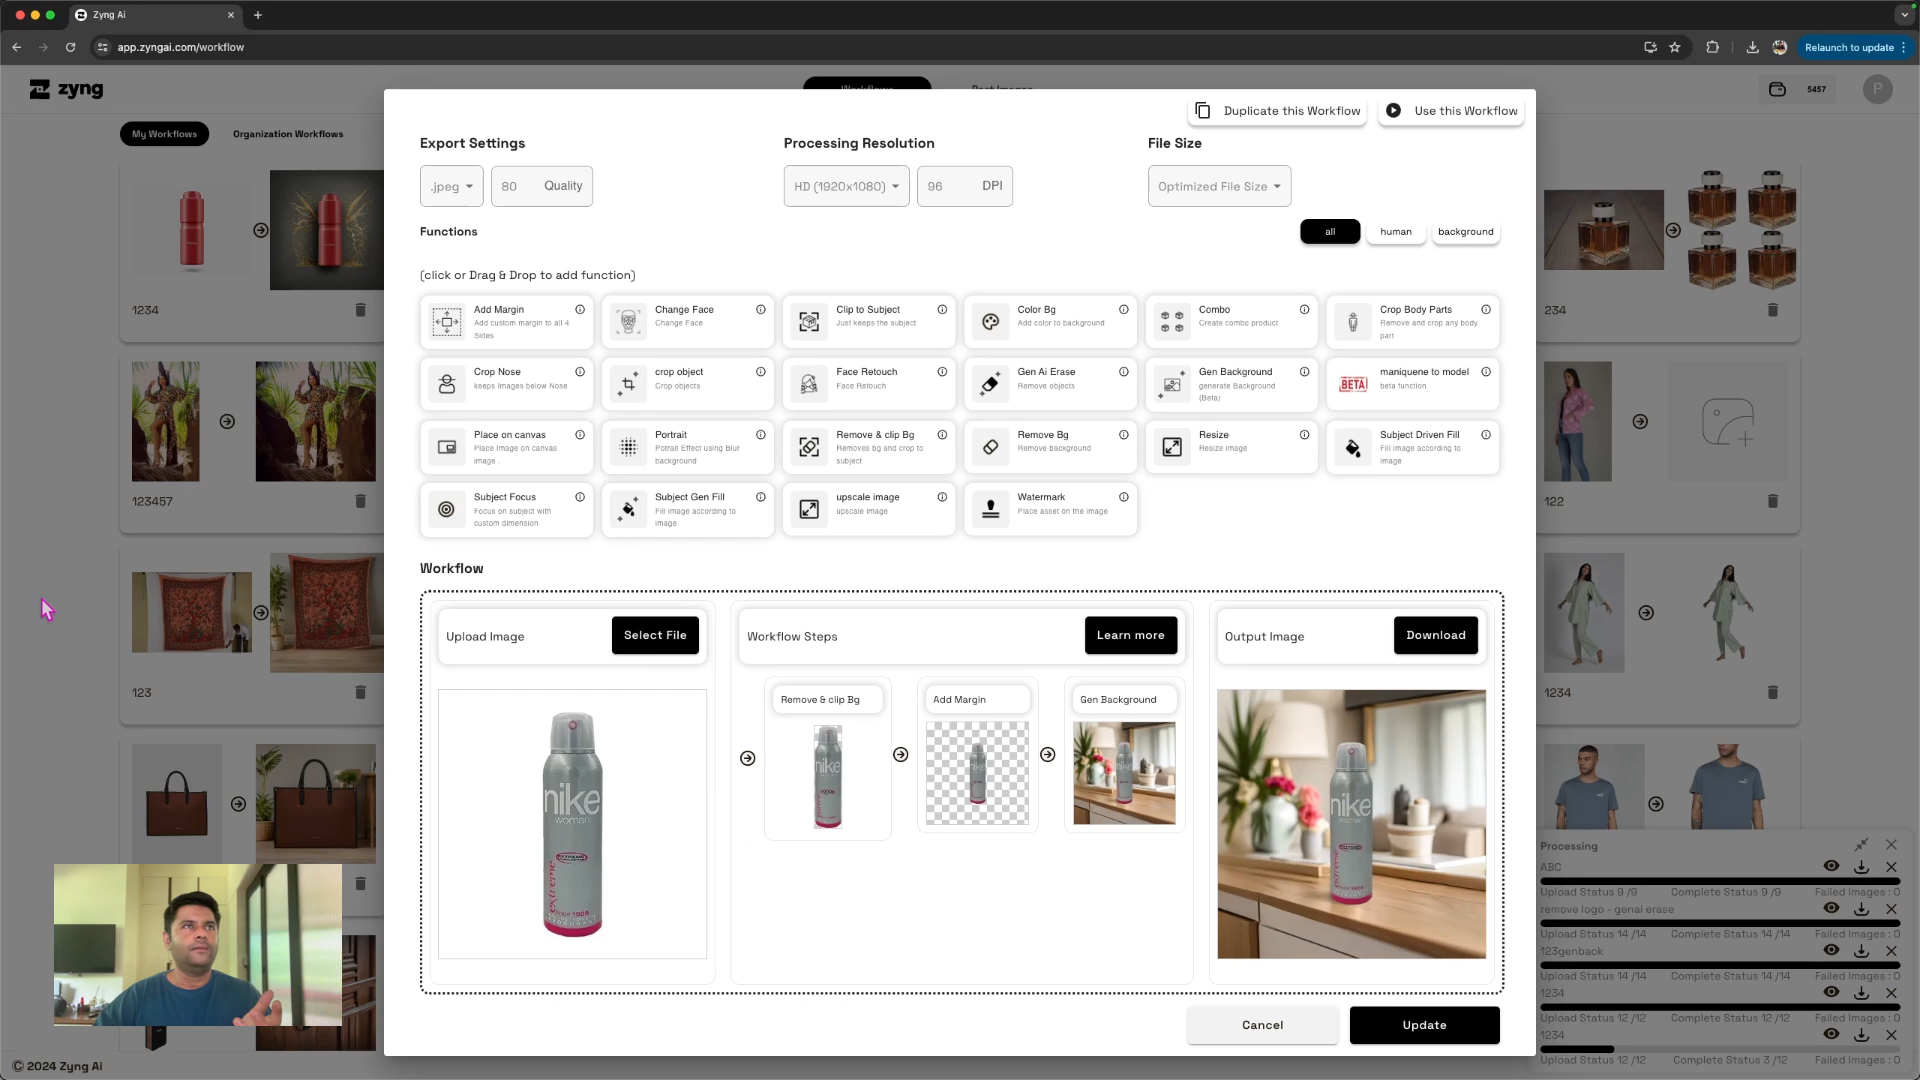 Zyng Ai
app.zyngai.com/workflow
Relaunch to update
zyng
Workflows
Past Images
5457
P
My Workflows
Organization Workflows
Duplicate this Workflow
Use this Workflow
Export Settings
Processing Resolution
File Size
.jpeg
80 Quality
HD (1920x1080)
96 DPI
Optimized File Size
Functions
all
human
background
(click or Drag & Drop to add function)
Add Margin
Add custom margin to all 4
Sides
Change Face
Change Face
Clip to Subject
Just keeps the subject
Color Bg
Add color to background
Combo
Create combo product
Crop Body Parts
Remove and crop any body
part
Crop Nose
keeps Images below Nose
crop object
Crop objects
Face Retouch
Face Retouch
Gen Ai Erase
Remove objects
Gen Background
generate Background
(Beta)
BETA
maniquene to model
beta function
Place on canvas
Place Image on canvas
image .
Portrait
Potrait Effect using Blur
background
Remove & clip Bg
Removes bg and crop to
subject
Remove Bg
Remove background
Resize
Resize image
Subject Driven Fill
Fill image according to
image
Subject Focus
Focus on subject with
custom dimension
Subject Gen Fill
Fill image according to
image
upscale image
upscale image
Watermark
Place asset on the image
Workflow
Upload Image
Select File
Workflow Steps
Learn more
Output Image
Download
Remove & clip Bg
Add Margin
Gen Background
nike
woman
extreme
since 1929
nike
nike
woman
extreme
Cancel
Update
1234
123457
123
234
122
1234
Processing
ABC
Upload Status 9 /9 Complete Status 9 /9 Failed Images : 0
remove logo - genai erase
Upload Status 14 /14 Complete Status 14 /14 Failed Images : 0
123genback
Upload Status 14 /14 Complete Status 14 /14 Failed Images : 0
1234
Upload Status 12 /12 Complete Status 12 /12 Failed Images : 0
1234
Upload Status 12 /12 Complete Status 3 /12 Failed Images : 0
© 2024 Zyng Ai